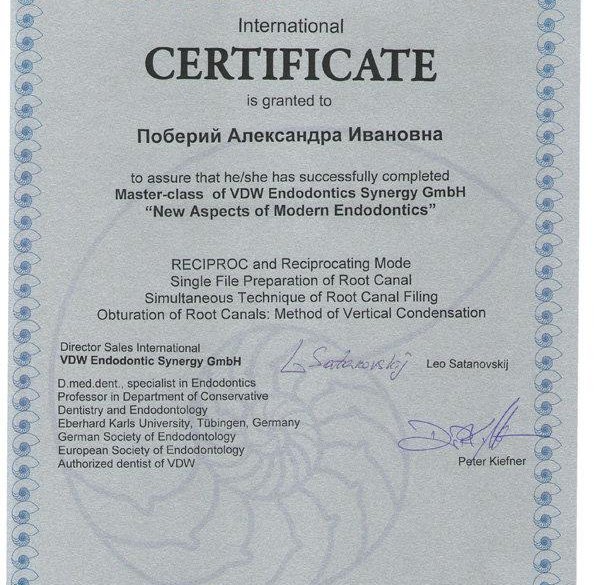 International
CERTIFICATE
is granted to
Поберий Александра Ивановна
to assure that he/she has successfully completed
Master-class of VDW Endodontics Synergy GmbH
“New Aspects of Modern Endodontics”
RECIPROC and Reciprocating Mode
Single File Preparation of Root Canal
Simultaneous Technique of Root Canal Filing
Obturation of Root Canals: Method of Vertical Condensation
Director Sales International
VDW Endodontic Synergy GmbH
L Satanovskij Leo Satanovskij
D.med.dent., specialist in Endodontics
Professor in Department of Conservative
Dentistry and Endodontology
Eberhard Karls University, Tübingen, Germany
German Society of Endodontology
European Society of Endodontology
Authorized dentist of VDW
Peter Kiefner